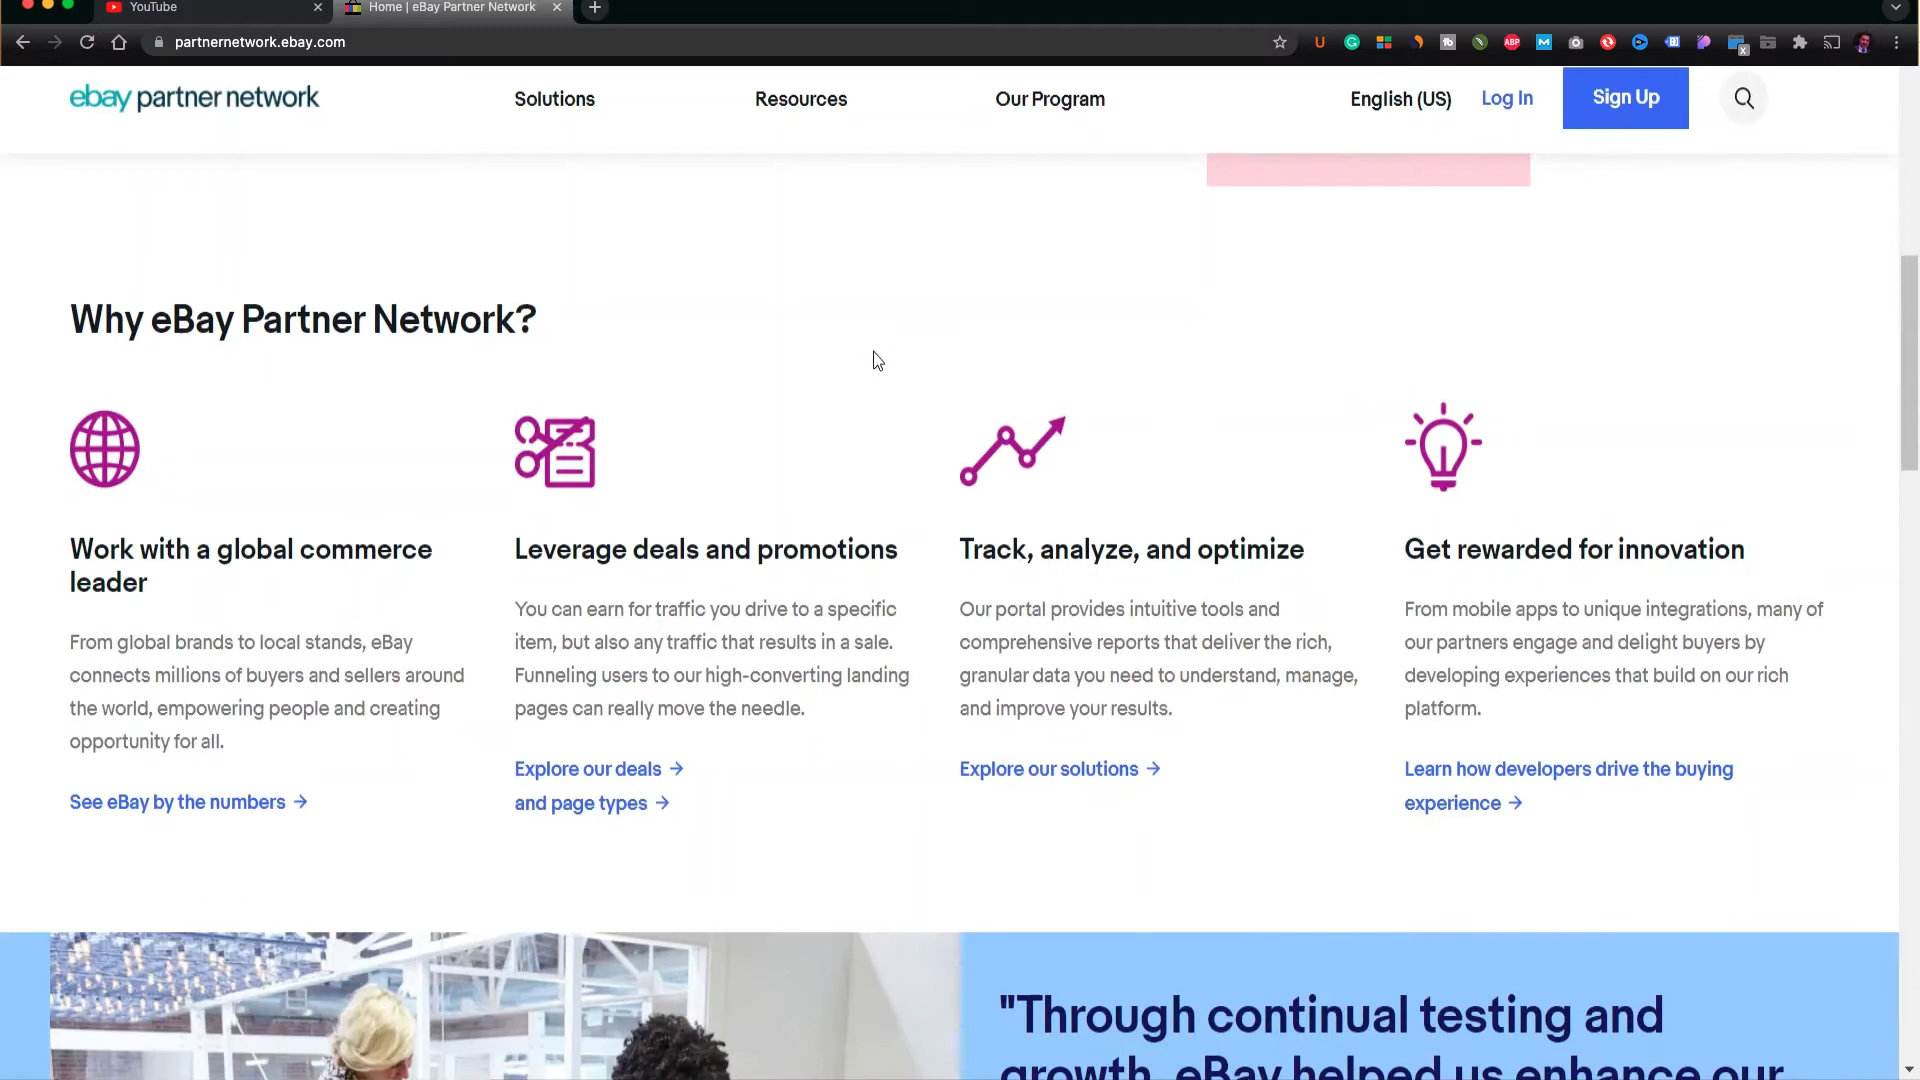 YouTube
Home | eBay Partner Network
partnernetwork.ebay.com
ebay partner network
Solutions
Resources
Our Program
English (US)
Log In
Sign Up
Why eBay Partner Network?
Work with a global commerce
leader
From global brands to local stands, eBay
connects millions of buyers and sellers around
the world, empowering people and creating
opportunity for all.
See eBay by the numbers →
Leverage deals and promotions
You can earn for traffic you drive to a specific
item, but also any traffic that results in a sale.
Funneling users to our high-converting landing
pages can really move the needle.
Explore our deals →
and page types →
Track, analyze, and optimize
Our portal provides intuitive tools and
comprehensive reports that deliver the rich,
granular data you need to understand, manage,
and improve your results.
Explore our solutions →
Get rewarded for innovation
From mobile apps to unique integrations, many of
our partners engage and delight buyers by
developing experiences that build on our rich
platform.
Learn how developers drive the buying
experience →
"Through continual testing and
growth, eBay helped us enhance our